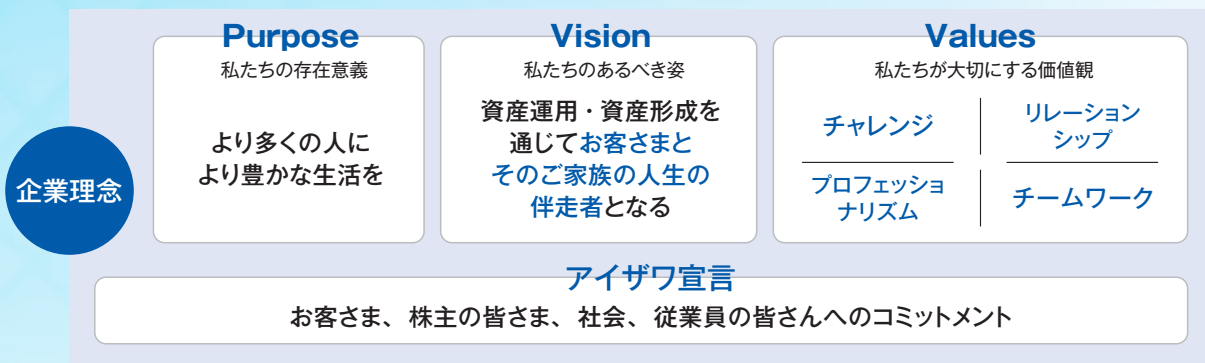 企業理念
Purpose
私たちの存在意義
より多くの人に
より豊かな生活を
Vision
私たちのあるべき姿
資産運用・資産形成を
通じてお客さまと
そのご家族の人生の
伴走者となる
Values
私たちが大切にする価値観
チャレンジ
リレーション
シップ
プロフェッショ
ナリズム
チームワーク
アイザワ宣言
お客さま、株主の皆さま、社会、従業員の皆さんへのコミットメント